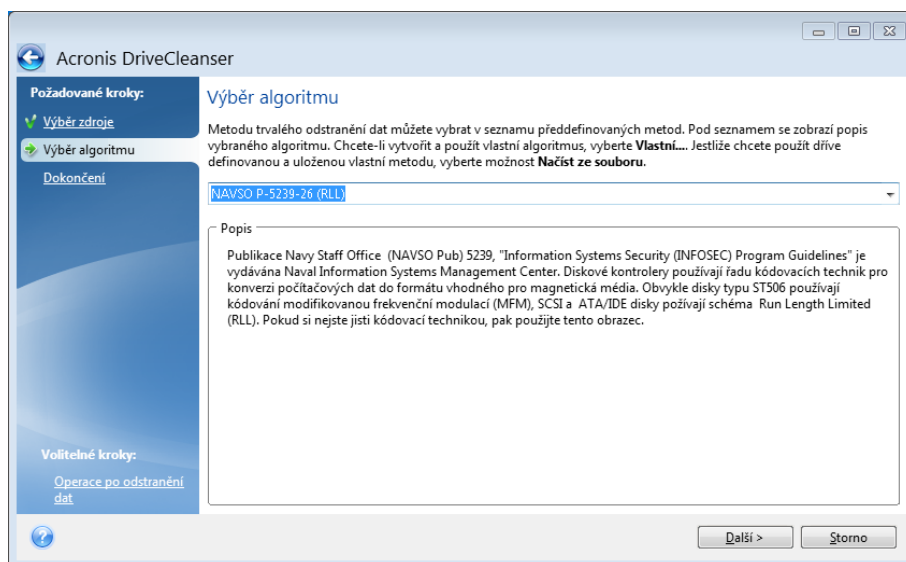 Acronis DriveCleanser
Požadované kroky:
Výběr zdroje
Výběr algoritmu
Dokončení
Volitelné kroky:
Operace po odstranění
dat
Výběr algoritmu
Metodu trvalého odstranění dat můžete vybrat v seznamu předdefinovaných metod. Pod seznamem se zobrazí popis
vybraného algoritmu. Chcete-li vytvořit a použít vlastní algoritmus, vyberte Vlastní.... Jestliže chcete použít dříve
definovanou a uloženou vlastní metodu, vyberte možnost Načíst ze souboru.
NAVSO P-5239-26 (RLL)
Popis
Publikace Navy Staff Office (NAVSO Pub) 5239, "Information Systems Security (INFOSEC) Program Guidelines" je
vydávána Naval Information Systems Management Center. Diskové kontrolery používají řadu kódovacích technik pro
konverzi počítačových dat do formátu vhodného pro magnetická média. Obvykle disky typu ST506 používají
kódování modifikovanou frekvenční modulací (MFM), SCSI a ATA/IDE disky požívají schéma Run Length Limited
(RLL). Pokud si nejste jisti kódovací technikou, pak použijte tento obrazec.
Další >
Storno